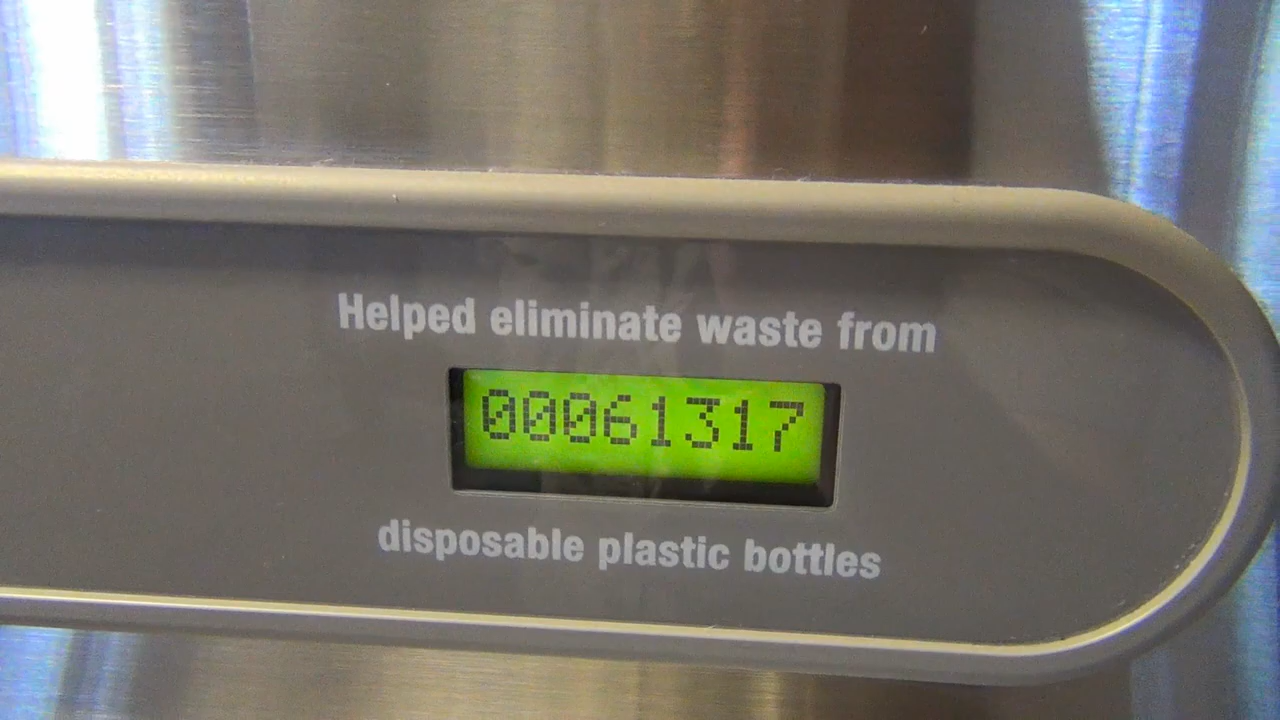 Helped eliminate waste from
00061317
disposable plastic bottles